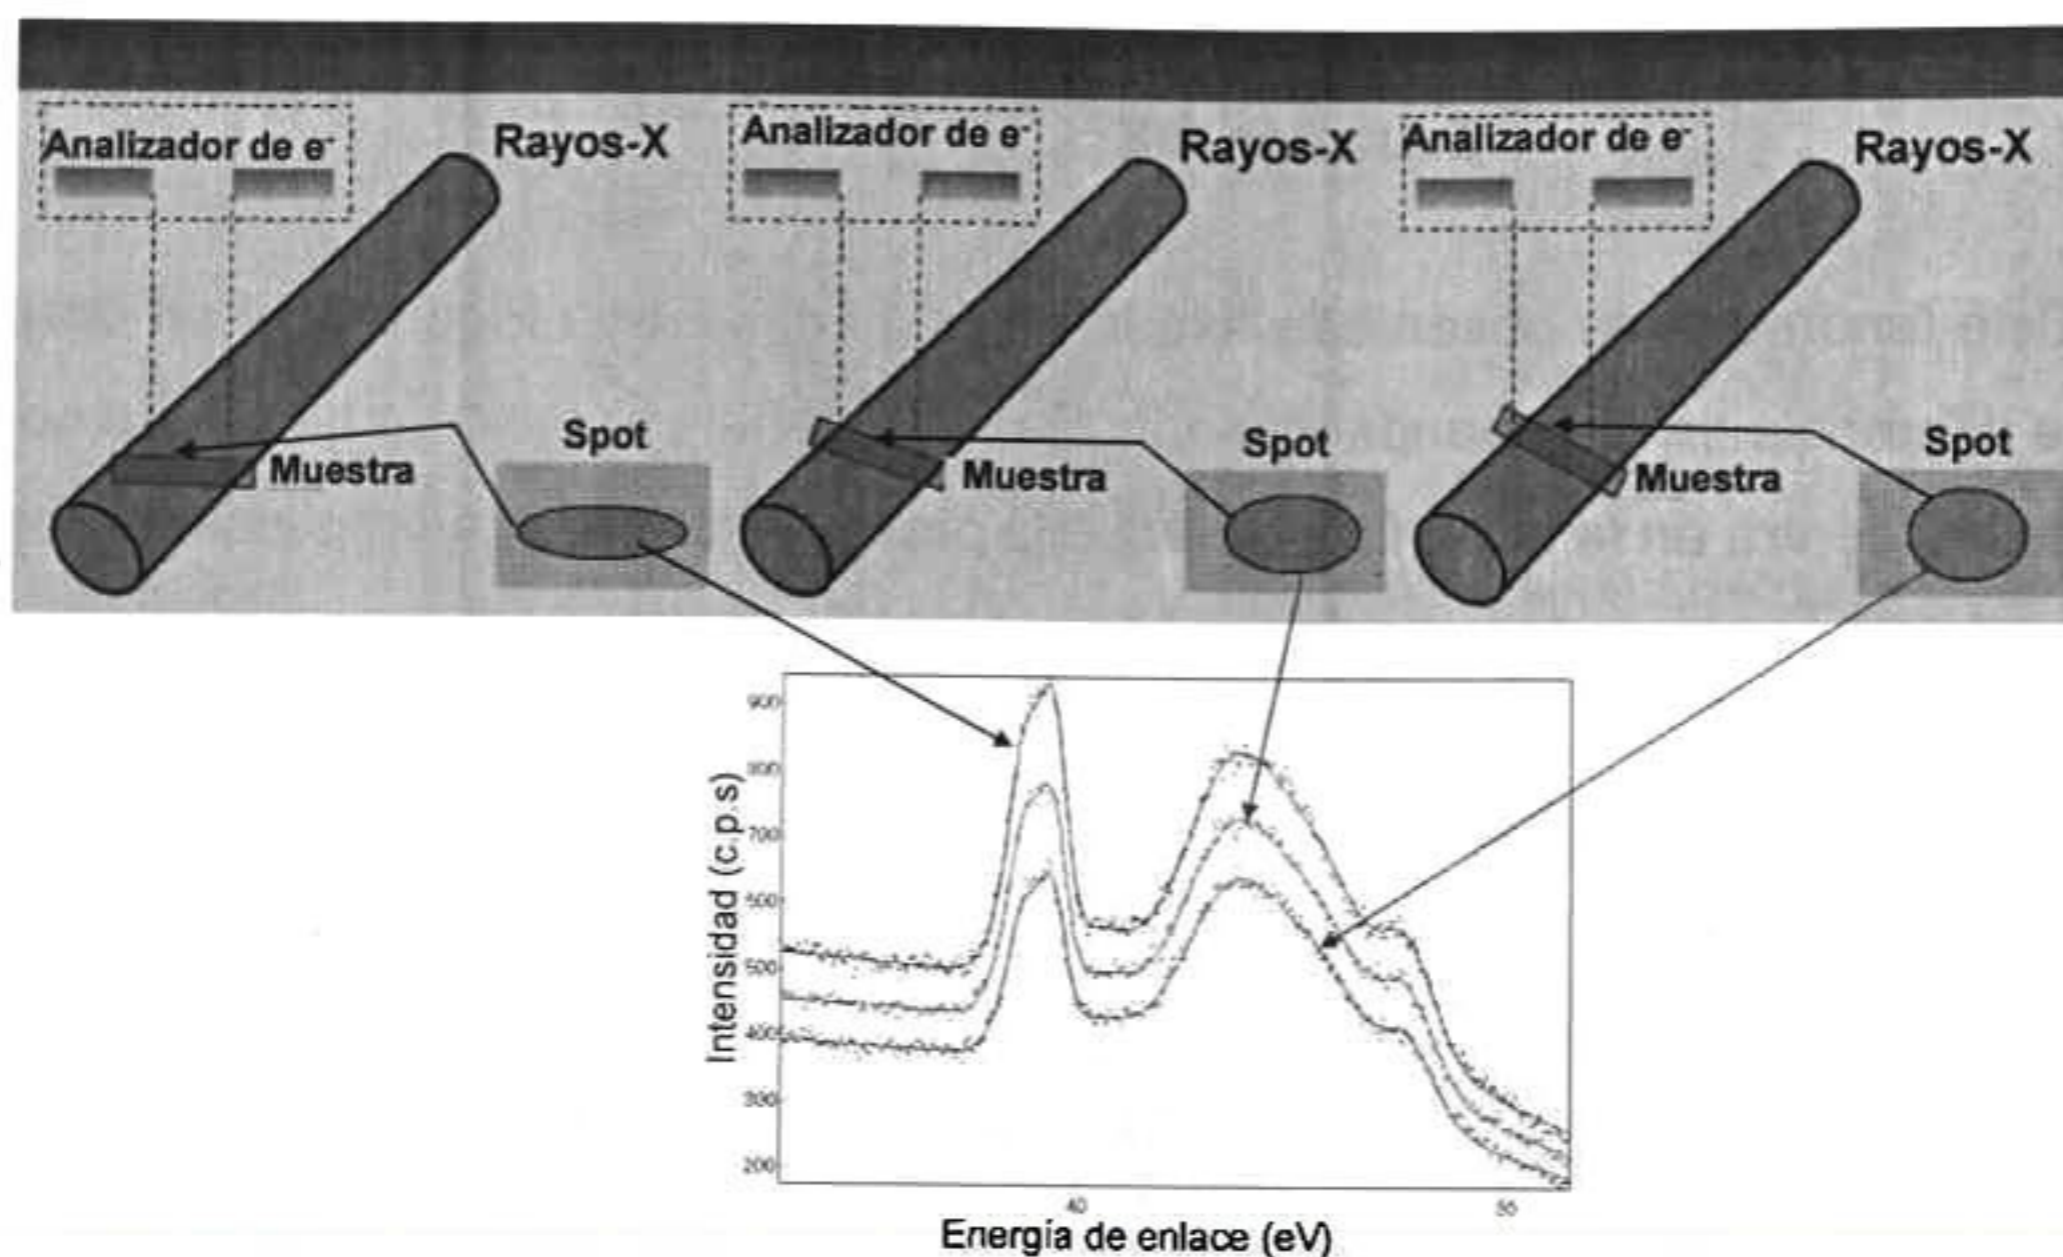 Analizador de e-
Rayos-X
Analizador de e-
Rayos-X
Analizador de e-
Rayos-X
Spot
Muestra
Spot
Muestra
Spot
Muestra
900
800
700
500
400
300
200
40
Intensidad (c.p.s)
Energía de enlace (eV)